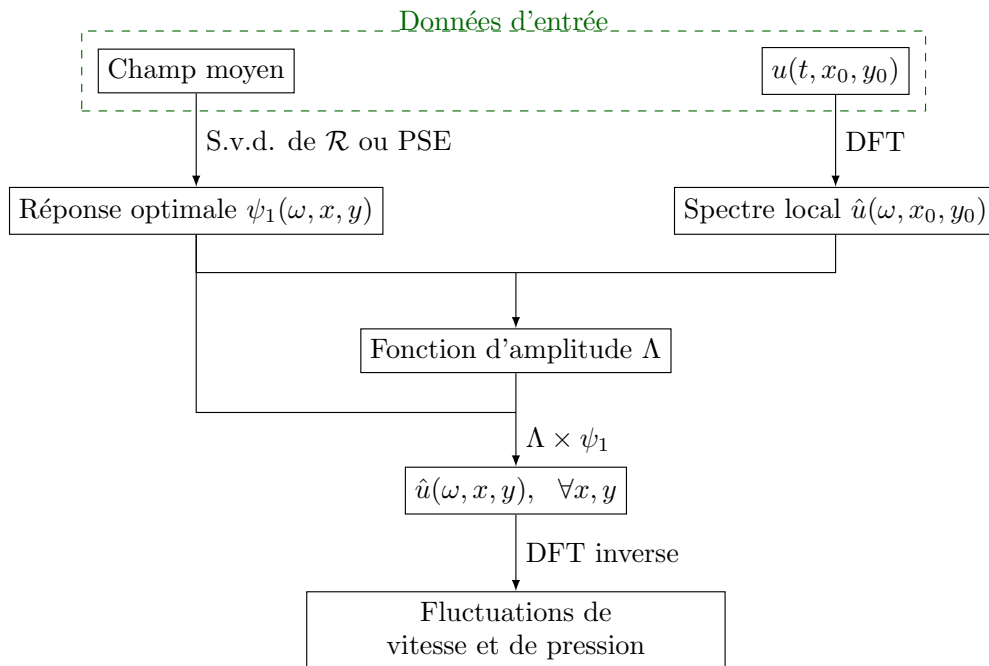 Données d'entrée
Champ moyen
u(t, x₀, y₀)
S.v.d. de ℛ ou PSE
DFT
Réponse optimale ψ₁(ω, x, y)
Spectre local û(ω, x₀, y₀)
Fonction d'amplitude Λ
Λ × ψ₁
û(ω, x, y), ∀x, y
DFT inverse
Fluctuations de
vitesse et de pression